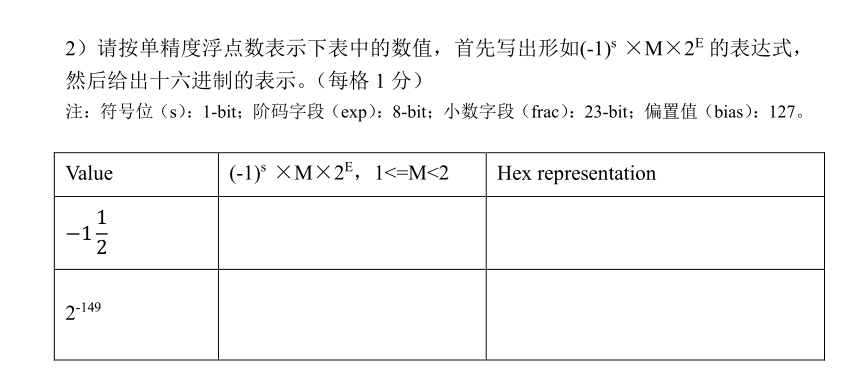 2）请按单精度浮点数表示下表中的数值，首先写出形如(-1)ˢ ×M×2ᴱ 的表达式，
然后给出十六进制的表示。（每格 1 分）
注：符号位（s）：1-bit；阶码字段（exp）：8-bit；小数字段（frac）：23-bit；偏置值（bias）：127。
Value (-1)ˢ ×M×2ᴱ，1<=M<2 Hex representation
−1 1/2
2⁻¹⁴⁹